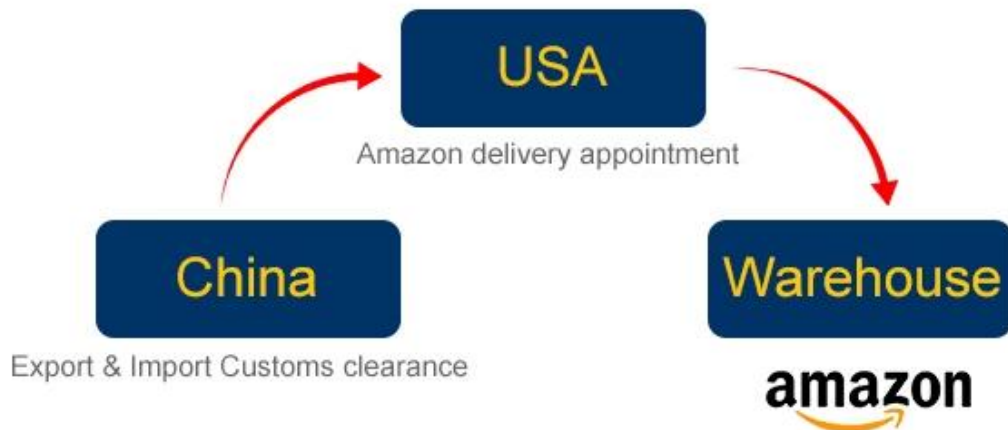 USA
Amazon delivery appointment
China
Export & Import Customs clearance
Warehouse
amazon